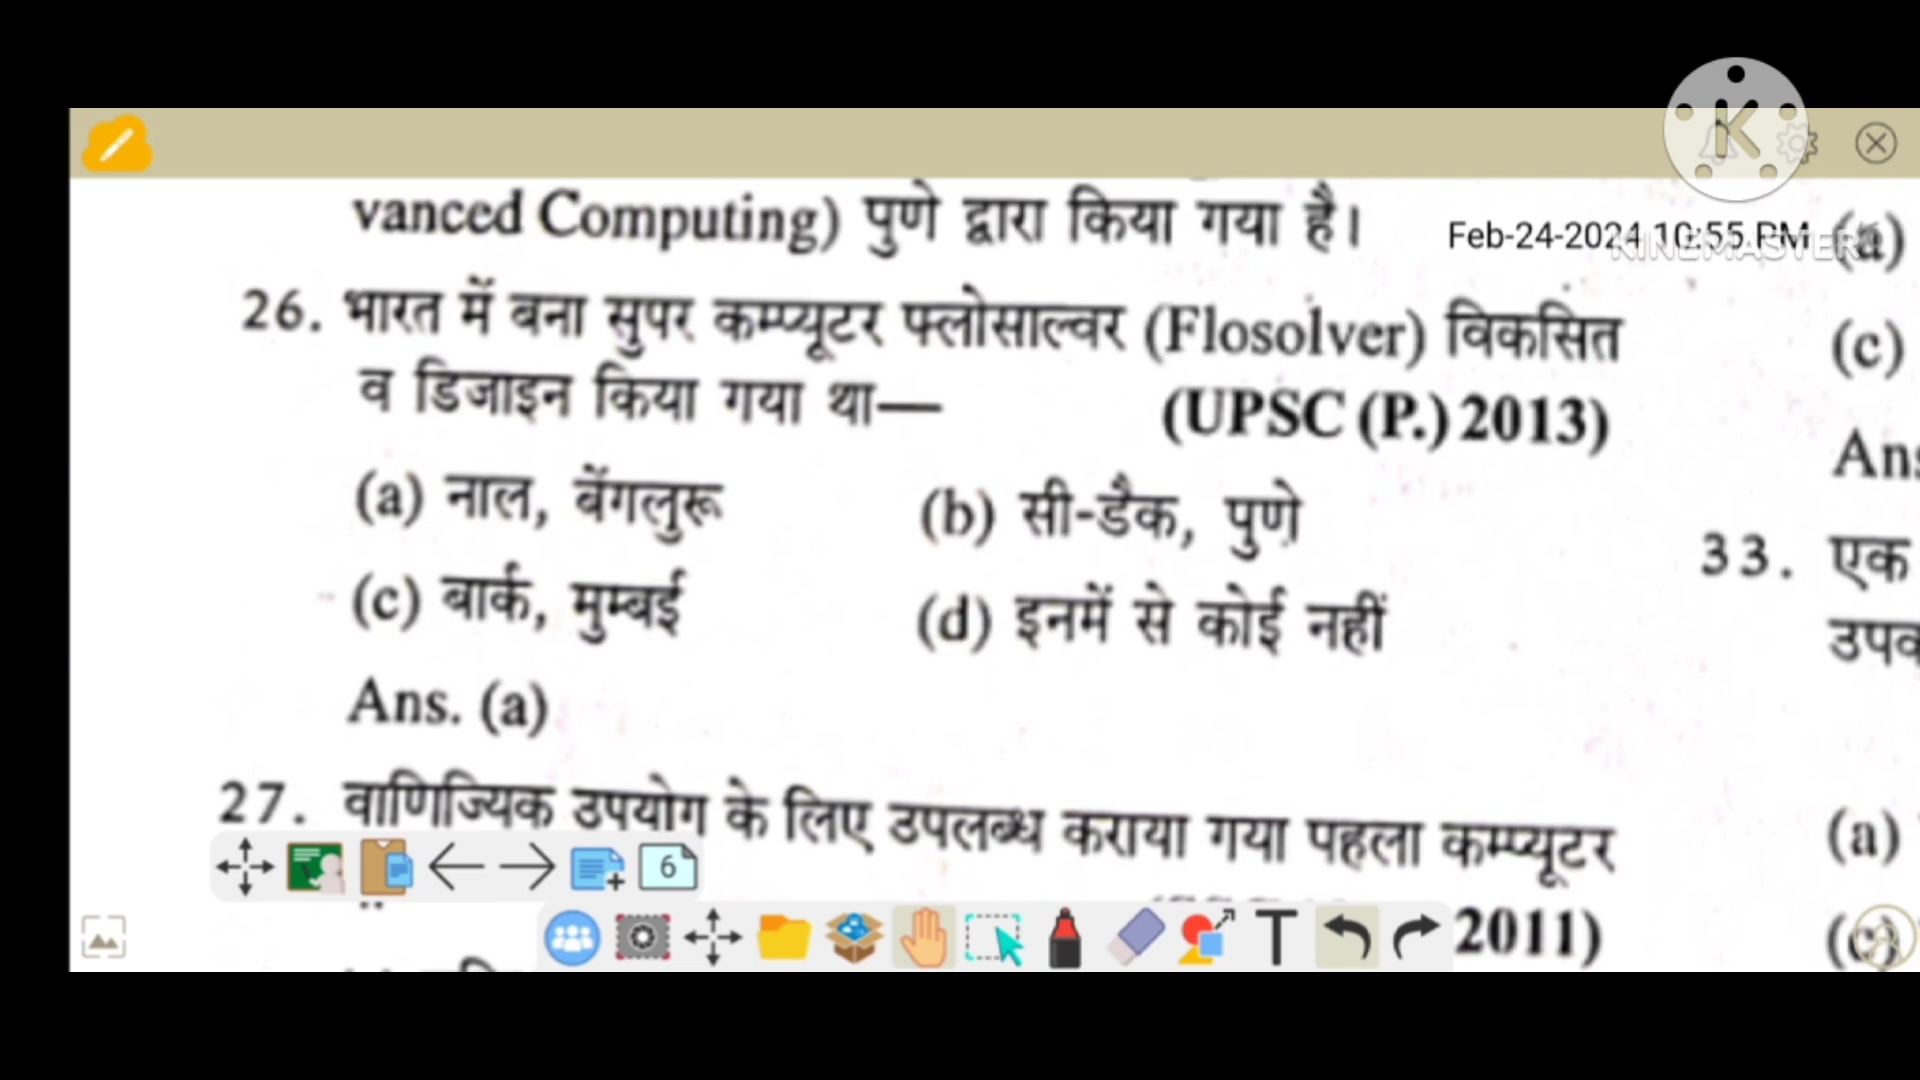 vanced Computing) पुणे द्वारा किया गया है।
Feb-24-2024 10:55 PM
KINEMASTER
26. भारत में बना सुपर कम्प्यूटर फ्लोसाल्वर (Flosolver) विकसित
व डिजाइन किया गया था—
(UPSC (P.) 2013)
(a) नाल, बेंगलुरू
(b) सी-डैक, पुणे
(c) बार्क, मुम्बई
(d) इनमें से कोई नहीं
Ans. (a)
27. वाणिज्यिक उपयोग के लिए उपलब्ध कराया गया पहला कम्प्यूटर
2011)
6
(a)
(c)
Ans
33. एक
(a)
(c)